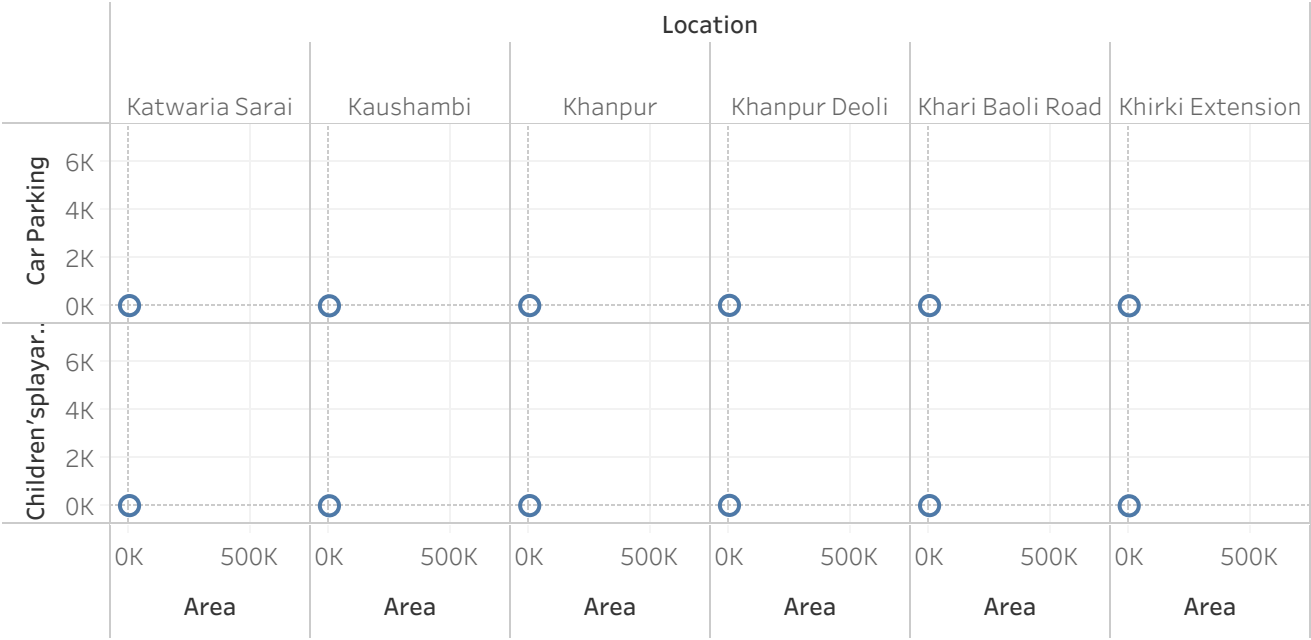 Location
Katwaria Sarai Kaushambi Khanpur Khanpur Deoli Khari Baoli Road Khirki Extension
Car Parking
6K
4K
2K
0K
Children'splayar..
6K
4K
2K
0K
0K 500K 0K 500K 0K 500K 0K 500K 0K 500K 0K 500K
Area Area Area Area Area Area